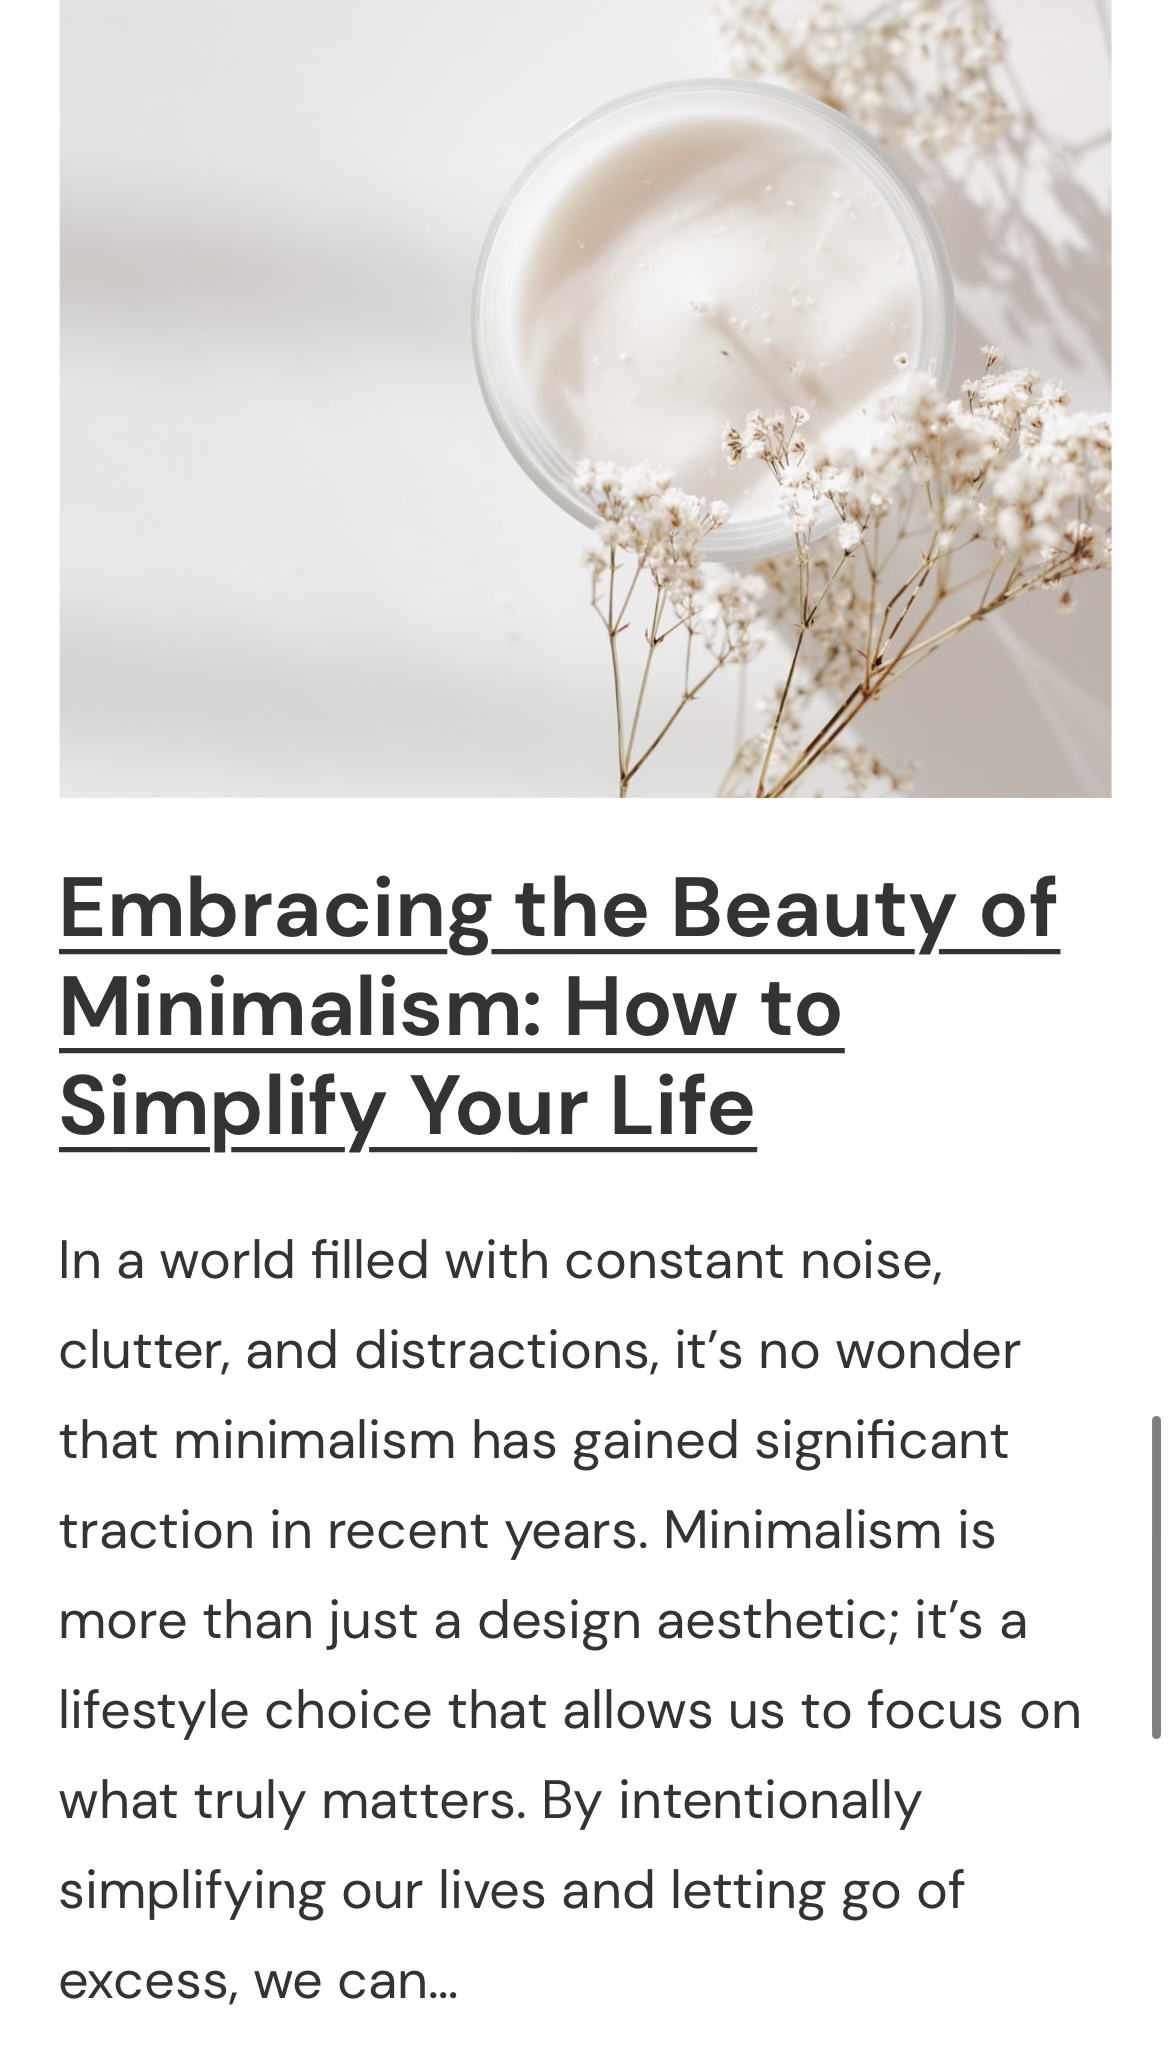 Embracing the Beauty of
Minimalism: How to
Simplify Your Life
In a world filled with constant noise,
clutter, and distractions, it’s no wonder
that minimalism has gained significant
traction in recent years. Minimalism is
more than just a design aesthetic; it’s a
lifestyle choice that allows us to focus on
what truly matters. By intentionally
simplifying our lives and letting go of
excess, we can…